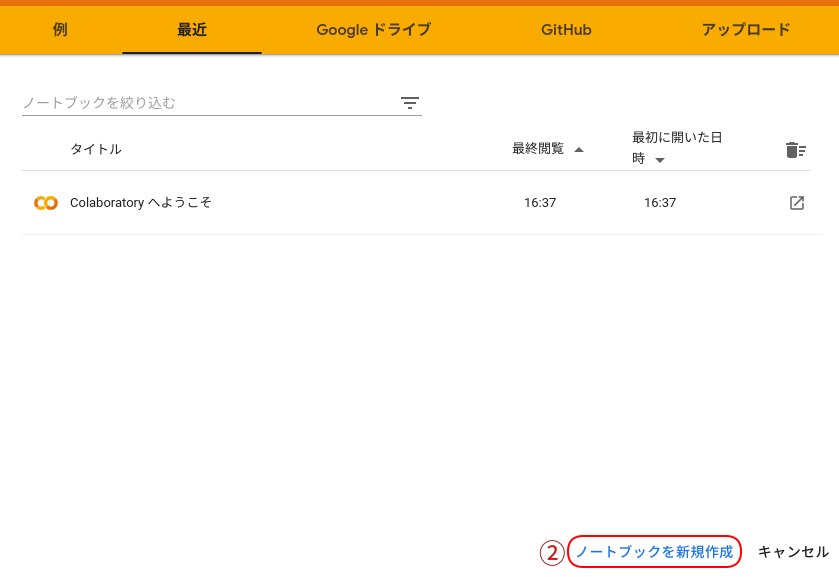 例 最近 Google ドライブ GitHub アップロード
ノートブックを絞り込む
タイトル 最終閲覧 最初に開いた日
時
Colaboratory へようこそ 16:37 16:37
② ノートブックを新規作成 キャンセル